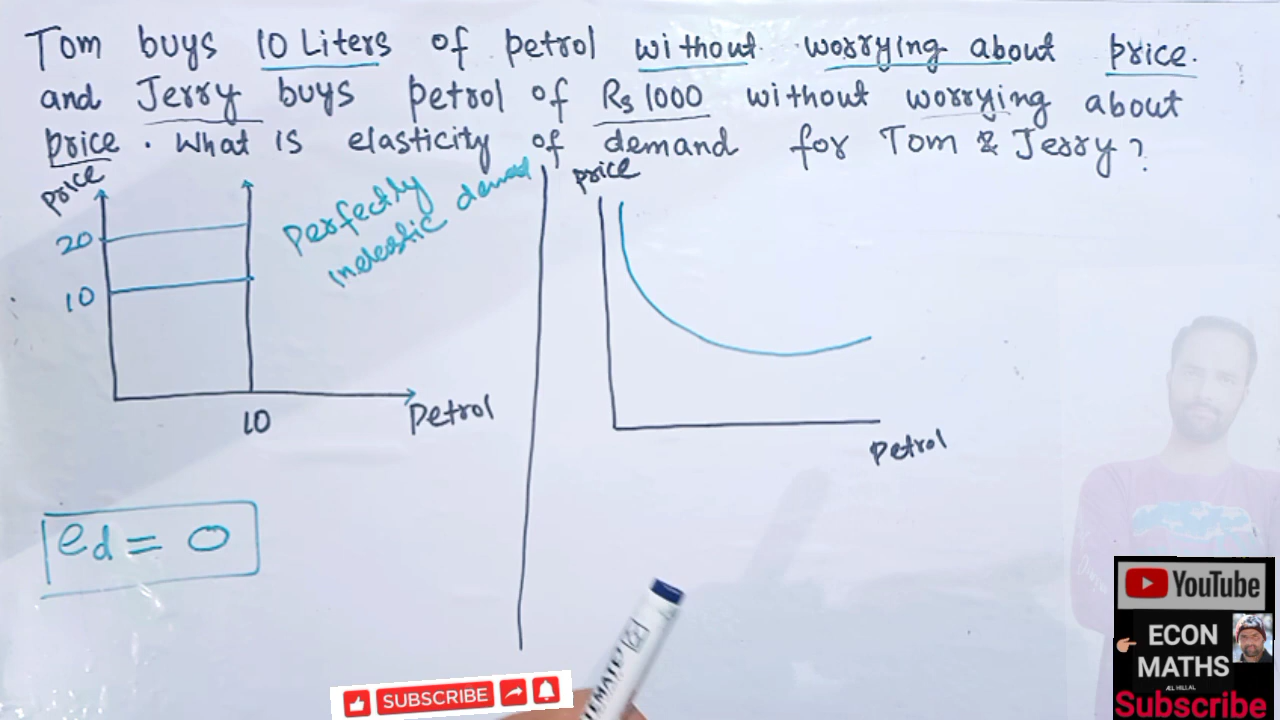 Tom buys 10 Liters of petrol without worrying about price.
and Jerry buys petrol of Rs 1000 without worrying about
price. What is elasticity of demand for Tom & Jerry?
price
20
10
10
Petrol
Perfectly
inelastic demand
ed = 0
price
Petrol
SUBSCRIBE
YouTube
ECON
MATHS
Subscribe